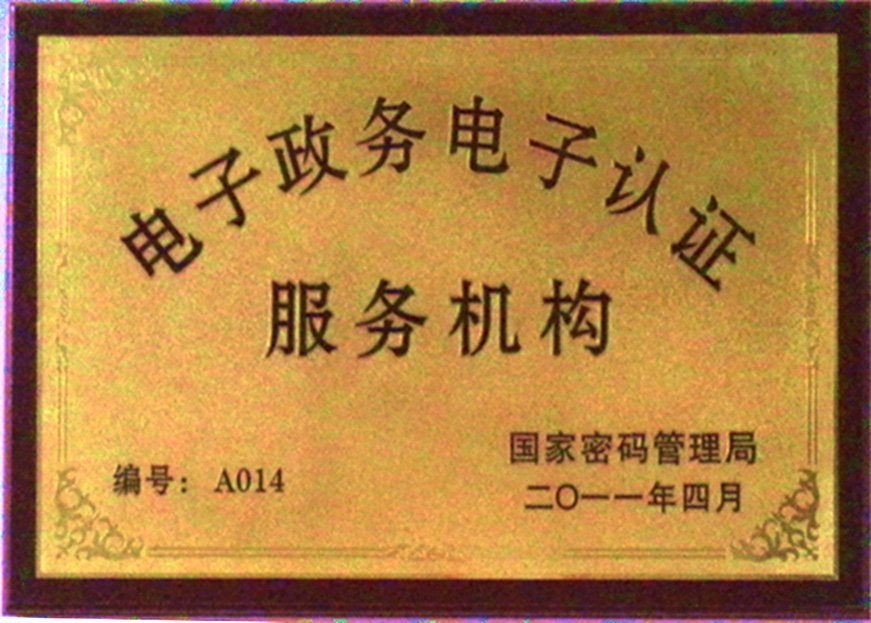 电子政务电子认证
服务机构
编号：A014
国家密码管理局
二〇一一年四月